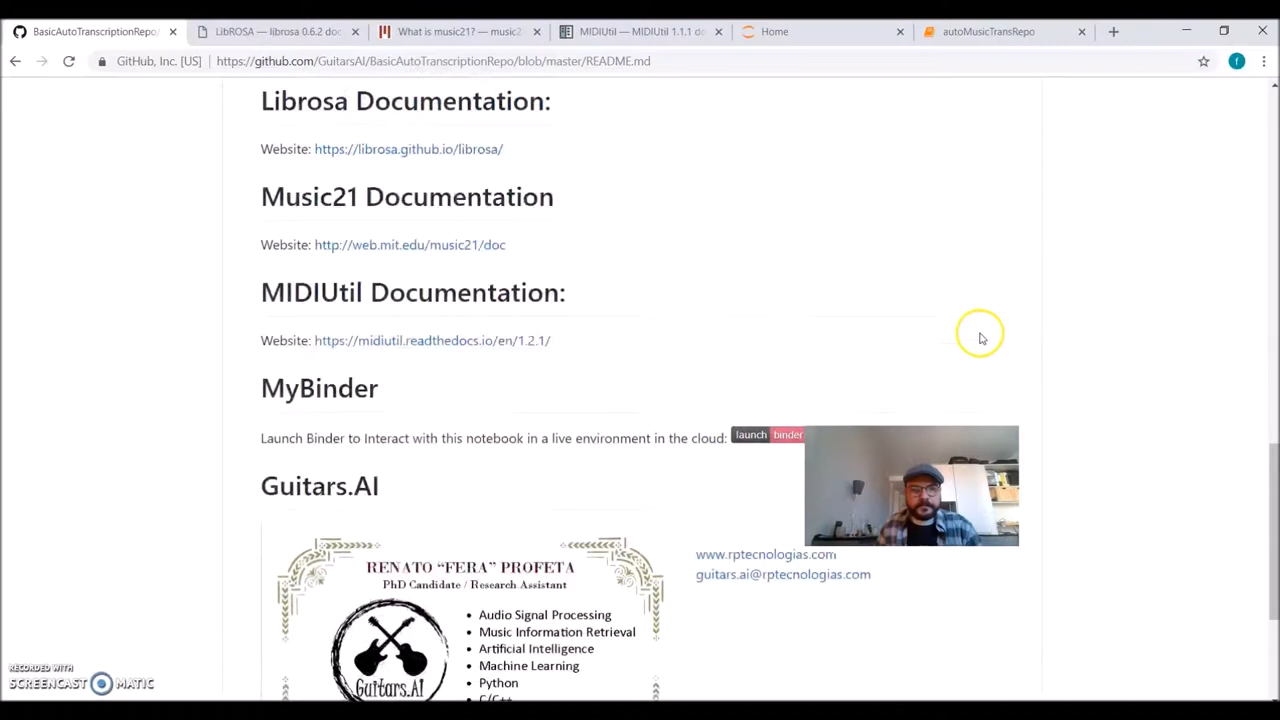 BasicAutoTranscriptionRepo/
LibROSA — librosa 0.6.2 doc
What is music21? — music2
MIDIUtil — MIDIUtil 1.1.1 do
Home
autoMusicTransRepo
GitHub, Inc. [US]
https://github.com/GuitarsAI/BasicAutoTranscriptionRepo/blob/master/README.md
f
Librosa Documentation:
Website: https://librosa.github.io/librosa/
Music21 Documentation
Website: http://web.mit.edu/music21/doc
MIDIUtil Documentation:
Website: https://midiutil.readthedocs.io/en/1.2.1/
MyBinder
Launch Binder to Interact with this notebook in a live environment in the cloud: launch binder
Guitars.AI
RENATO “FERA” PROFETA
PhD Candidate / Research Assistant
• Audio Signal Processing
• Music Information Retrieval
• Artificial Intelligence
• Machine Learning
• Python
• C/C++
Guitars.AI
www.rptecnologias.com
guitars.ai@rptecnologias.com
RECORDED WITH
SCREENCAST MATIC